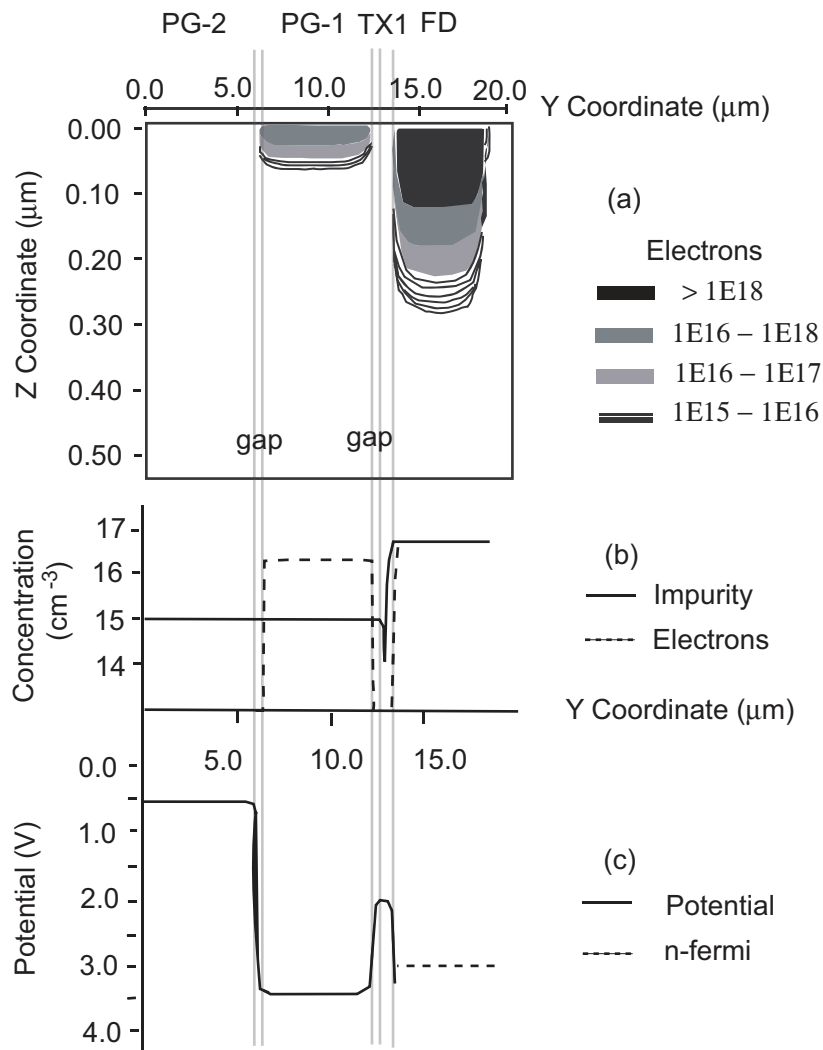 PG-2 PG-1 TX1 FD
0.0 5.0 10.0 15.0 20.0 Y Coordinate (μm)
0.00
0.10
0.20
0.30
0.40
0.50
Z Coordinate (μm)
gap gap
(a)
Electrons
> 1E18
1E16 – 1E18
1E16 – 1E17
1E15 – 1E16
17
16
15
14
Concentration
(cm-3)
(b)
Impurity
Electrons
Y Coordinate (μm)
5.0 10.0 15.0
0.0
1.0
2.0
3.0
4.0
Potential (V)
(c)
Potential
n-fermi